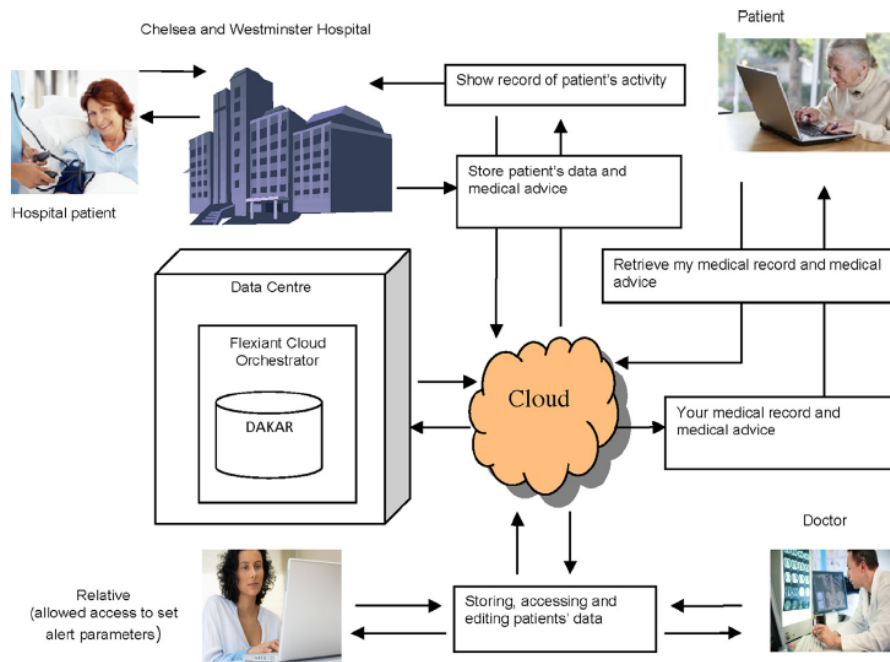 Chelsea and Westminster Hospital
Patient
Show record of patient's activity
Store patient's data and
medical advice
Hospital patient
Retrieve my medical record and medical
advice
Data Centre
Flexiant Cloud
Orchestrator
DAKAR
Cloud
Your medical record and
medical advice
Doctor
Relative
(allowed access to set
alert parameters)
Storing, accessing and
editing patients' data